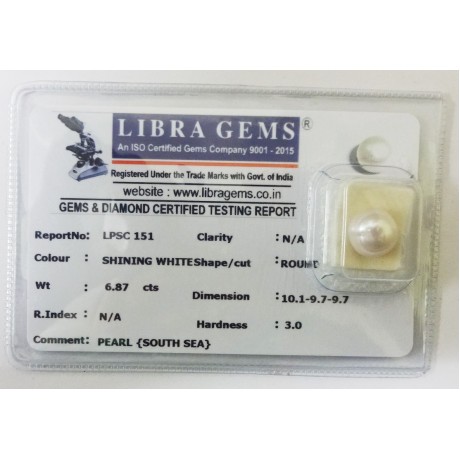 LIBRA GEMS ®
An ISO Certified Gems Company 9001 - 2015
Registered Under the Trade Marks with Govt. of India
website : www.libragems.co.in
GEMS & DIAMOND CERTIFIED TESTING REPORT
ReportNo: LPSC 151 Clarity : N/A
Colour : SHINING WHITE Shape/cut : ROUND
Wt : 6.87 cts Dimension : 10.1-9.7-9.7
R.Index : N/A Hardness : 3.0
Comment: PEARL {SOUTH SEA}